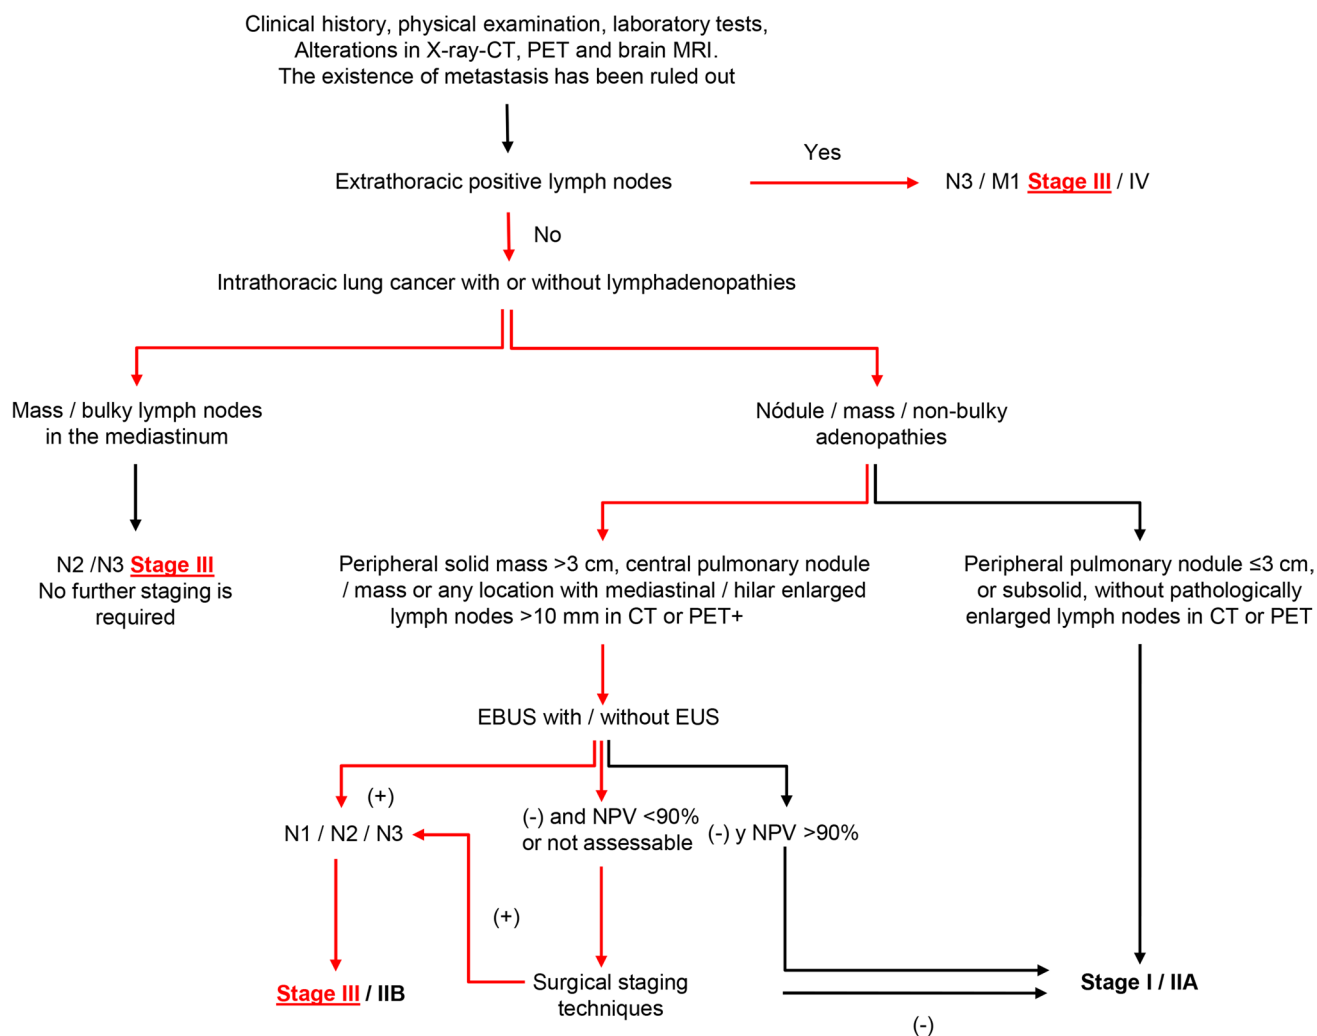 Clinical history, physical examination, laboratory tests,
Alterations in X-ray-CT, PET and brain MRI.
The existence of metastasis has been ruled out
Yes
Extrathoracic positive lymph nodes
N3 / M1 Stage III / IV
No
Intrathoracic lung cancer with or without lymphadenopathies
Mass / bulky lymph nodes
in the mediastinum
Nódule / mass / non-bulky
adenopathies
N2 /N3 Stage III
No further staging is
required
Peripheral solid mass >3 cm, central pulmonary nodule
/ mass or any location with mediastinal / hilar enlarged
lymph nodes >10 mm in CT or PET+
Peripheral pulmonary nodule ≤3 cm,
or subsolid, without pathologically
enlarged lymph nodes in CT or PET
EBUS with / without EUS
(+)
N1 / N2 / N3
(-) and NPV <90%
or not assessable
(-) y NPV >90%
(+)
Stage III / IIB
Surgical staging
techniques
Stage I / IIA
(-)